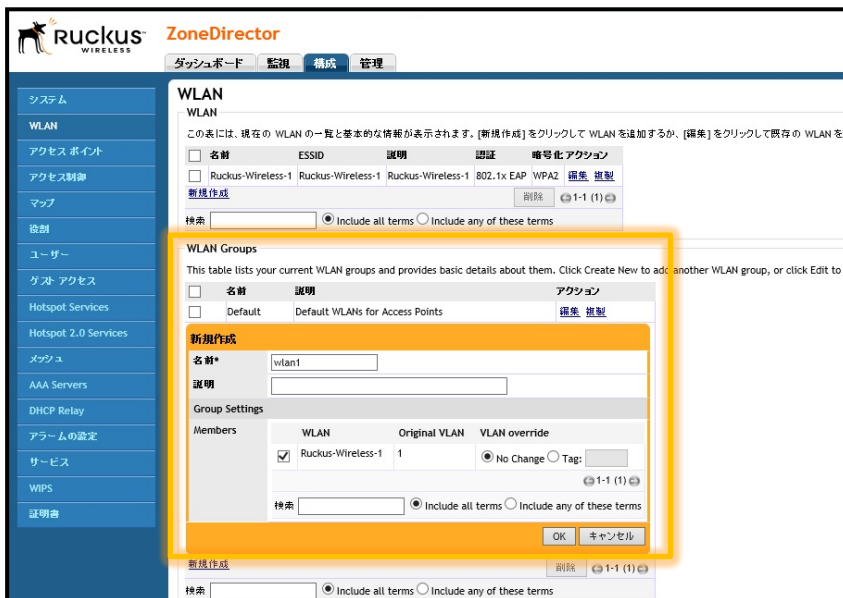 Ruckus WIRELESS
ZoneDirector
ダッシュボード 監視 構成 管理
システム
WLAN
アクセス ポイント
アクセス制御
マップ
役割
ユーザー
ゲスト アクセス
Hotspot Services
Hotspot 2.0 Services
メッシュ
AAA Servers
DHCP Relay
アラームの設定
サービス
WIPS
証明書
WLAN
WLAN
この表には、現在の WLAN の一覧と基本的な情報が表示されます。[新規作成] をクリックして WLAN を追加するか、[編集] をクリックして既存の WLAN を
名前 ESSID 説明 認証 暗号化 アクション
Ruckus-Wireless-1 Ruckus-Wireless-1 Ruckus-Wireless-1 802.1x EAP WPA2 編集 複製
新規作成 削除 1-1 (1)
検索 Include all terms Include any of these terms
WLAN Groups
This table lists your current WLAN groups and provides basic details about them. Click Create New to add another WLAN group, or click Edit to
名前 説明 アクション
Default Default WLANs for Access Points 編集 複製
新規作成
名前* wlan1
説明
Group Settings
Members WLAN Original VLAN VLAN override
Ruckus-Wireless-1 1 No Change Tag:
1-1 (1)
検索 Include all terms Include any of these terms
OK キャンセル
新規作成 削除 1-1 (1)
検索 Include all terms Include any of these terms